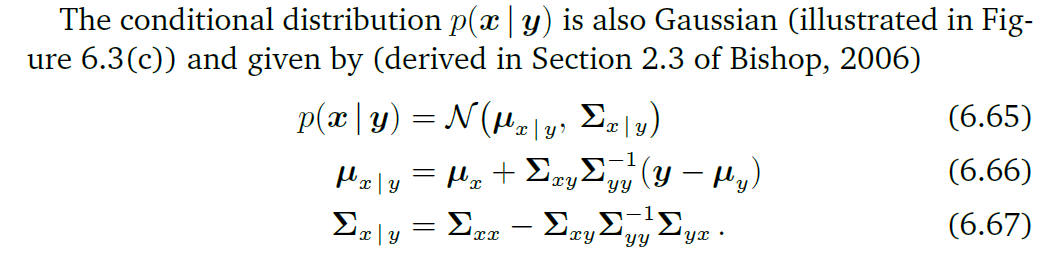 The conditional distribution p(x | y) is also Gaussian (illustrated in Fig-
ure 6.3(c)) and given by (derived in Section 2.3 of Bishop, 2006)
p(x | y) = N(μ_{x | y}, Σ_{x | y}) (6.65)
μ_{x | y} = μ_x + Σ_{xy}Σ_{yy}^{-1}(y − μ_y) (6.66)
Σ_{x | y} = Σ_{xx} − Σ_{xy}Σ_{yy}^{-1}Σ_{yx} . (6.67)